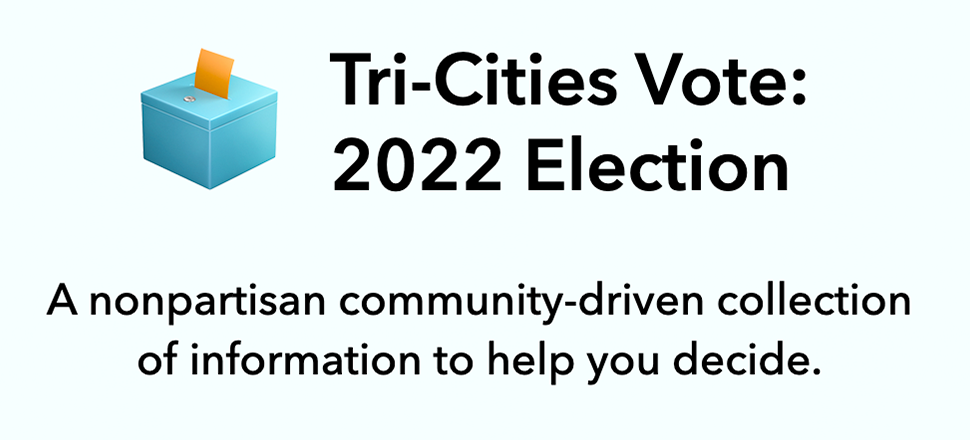 Tri-Cities Vote:
2022 Election
A nonpartisan community-driven collection
of information to help you decide.